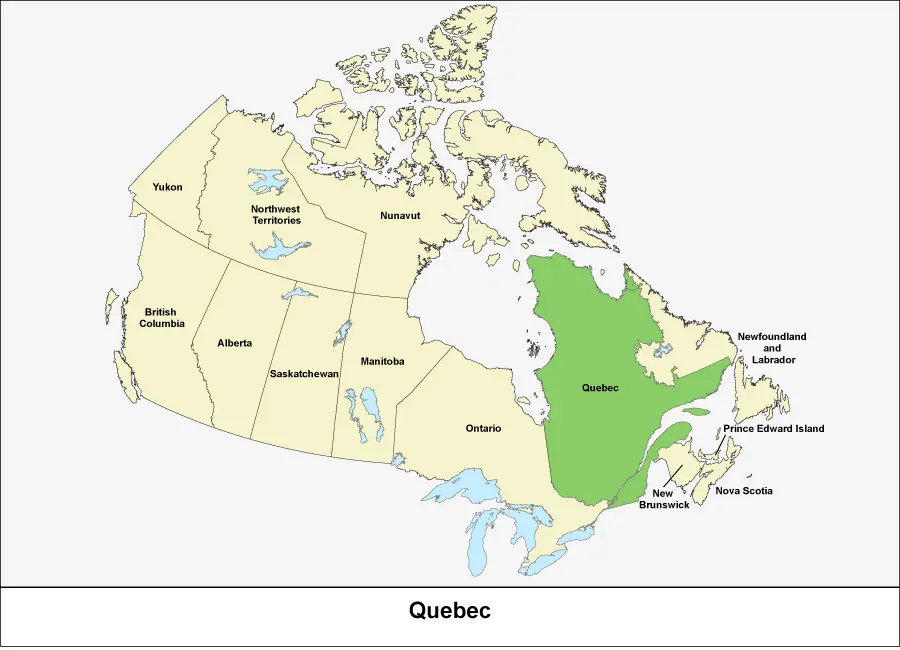 Yukon
Northwest
Territories
Nunavut
British
Columbia
Alberta
Saskatchewan
Manitoba
Ontario
Quebec
Newfoundland
and
Labrador
Prince Edward Island
Nova Scotia
New
Brunswick
Quebec